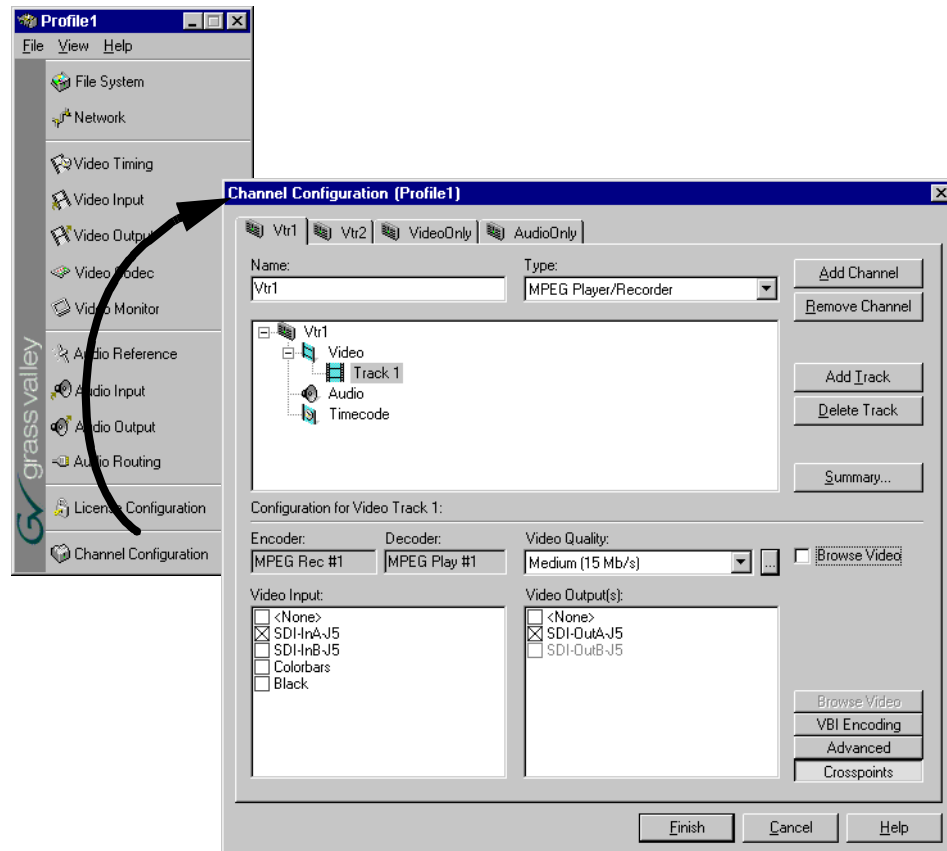 Profile1
File View Help
File System
Network
Video Timing
Video Input
Video Output
Video Codec
Video Monitor
Audio Reference
Audio Input
Audio Output
Audio Routing
License Configuration
Channel Configuration
grass valley
Channel Configuration (Profile1)
Vtr1 Vtr2 VideoOnly AudioOnly
Name: Type:
Vtr1 MPEG Player/Recorder
Add Channel
Remove Channel
Vtr1
Video
Track 1
Audio
Timecode
Add Track
Delete Track
Summary...
Configuration for Video Track 1:
Encoder: Decoder: Video Quality:
MPEG Rec #1 MPEG Play #1 Medium (15 Mb/s) ... Browse Video
Video Input: Video Output(s):
<None>
SDI-InA-J5
SDI-InB-J5
Colorbars
Black
<None>
SDI-OutA-J5
SDI-OutB-J5
Browse Video
VBI Encoding
Advanced
Crosspoints
Finish Cancel Help